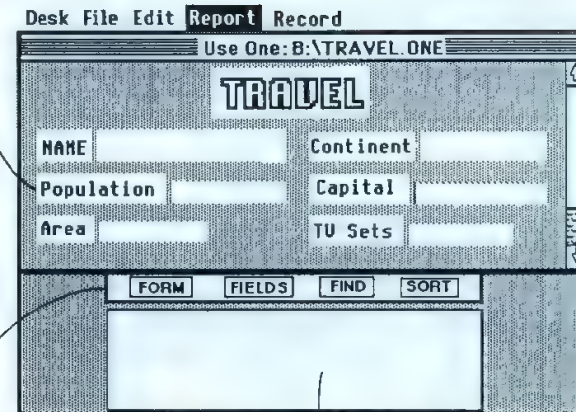 Desk File Edit Report Record
Use One: B:\TRAVEL.ONE
TRAVEL
NAME Continent
Population Capital
Area TV Sets
FORM FIELDS FIND SORT